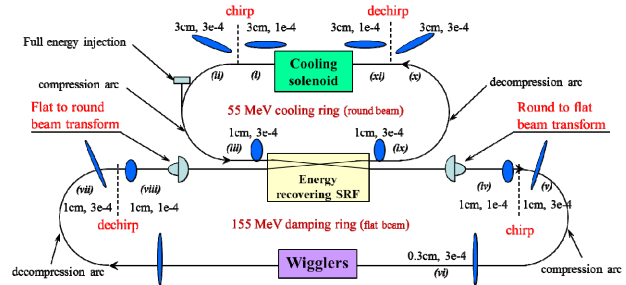 3cm, 3e-4
chirp
3cm, 1e-4
3cm, 1e-4
dechirp
3cm, 3e-4
Full energy injection
Cooling
solenoid
(ii)
(i)
(xi)
(x)
compression arc
decompression arc
Flat to round
beam transform
55 MeV cooling ring (round beam)
Round to flat
beam transform
1cm, 3e-4
1cm, 3e-4
(iii)
(ix)
Energy
recovering SRF
(vii)
(viii)
(iv)
(v)
1cm, 3e-4
1cm, 1e-4
1cm, 1e-4
1cm, 3e-4
dechirp
155 MeV damping ring (flat beam)
chirp
decompression arc
Wigglers
0.3cm, 3e-4
(vi)
compression arc